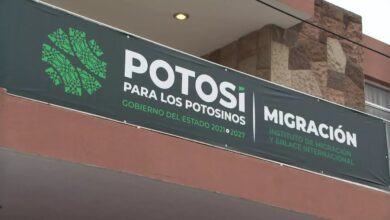 POTOSÍ
PARA LOS POTOSINOS
GOBIERNO DEL ESTADO 2021 • 2027
MIGRACIÓN
INSTITUTO DE MIGRACIÓN
Y ENLACE INTERNACIONAL